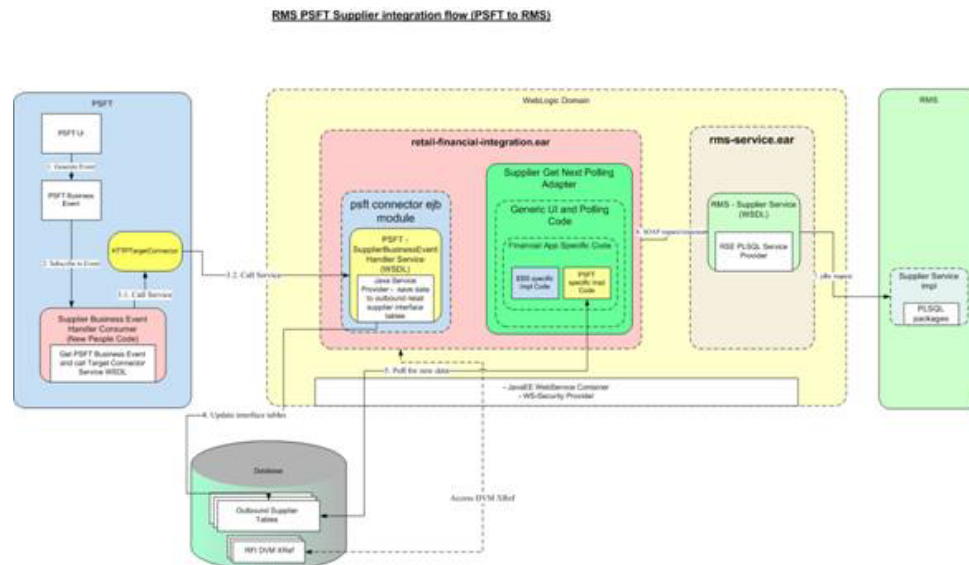 RMS PSFT Supplier integration flow (PSFT to RMS)
PSFT
PSFT UI
1. Generate Event
PSFT Business
Event
2. Subscribe to Event
HTTPTargetConnector
3.1. Call Service
Supplier Business Event
Handler Consumer
(New People Code)
Get PSFT Business Event
and call Target Connector
Service WSDL
3.2. Call Service
WebLogic Domain
retail-financial-integration.ear
psft connector ejb
module
PSFT -
SupplierBusinessEvent
Handler Service
(WSDL)
Java Service
Provider - save data
to outbound retail
supplier interface
tables
Supplier Get Next Polling
Adapter
Generic UI and Polling
Code
Financial App Specific Code
EBS specific
Impl Code
PSFT
specific Impl
Code
5. Poll for new data
SOAP request/response
rms-service.ear
RMS - Supplier Service
(WSDL)
RSE PLSQL Service
Provider
- JavaEE WebService Container
- WS-Security Provider
RMS
Supplier Service
Impl
PLSQL
packages
4. Update interface tables
Database
Outbound Supplier
Tables
RFI DVM XRef
Access DVM XRef